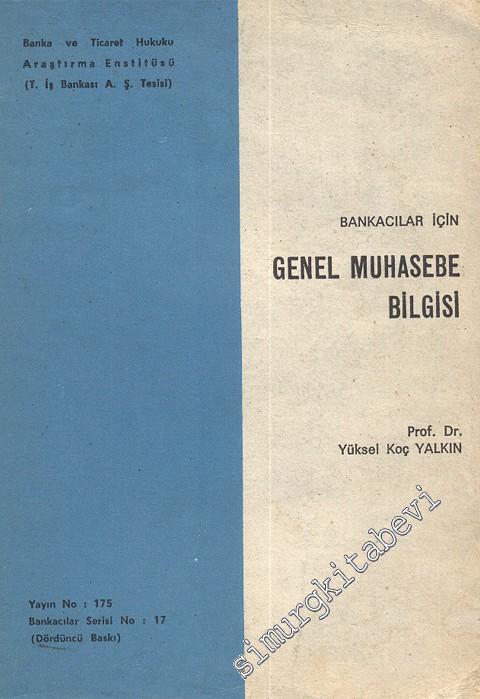 Banka ve Ticaret Hukuku
Araştırma Enstitüsü
(T. İş Bankası A. Ş. Tesisi)
BANKACILAR İÇİN
GENEL MUHASEBE
BİLGİSİ
Prof. Dr.
Yüksel Koç YALKIN
Yayın No : 175
Bankacılar Serisi No : 17
(Dördüncü Baskı)
simurgkitabevi